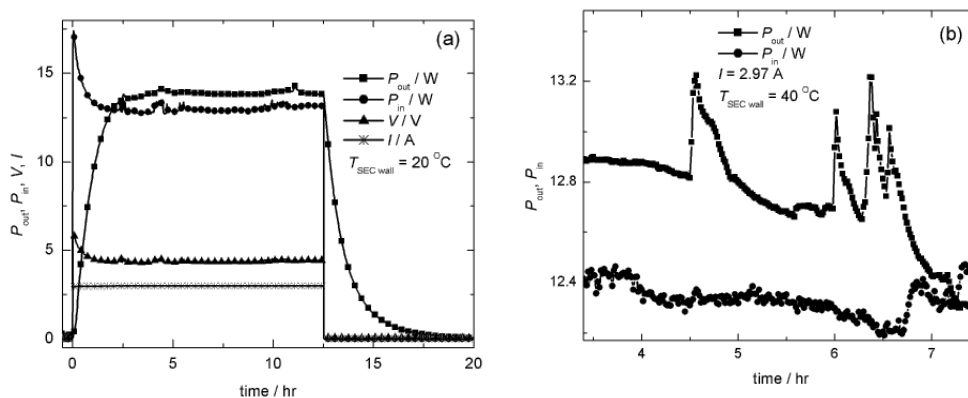 (a)
P_out / W
P_in / W
V / V
I / A
T_SEC wall = 20 °C
P_out, P_in, V, I
15
10
5
0
0 5 10 15 20
time / hr
(b)
P_out / W
P_in / W
I = 2.97 A
T_SEC wall = 40 °C
P_out, P_in
13.2
12.8
12.4
4 5 6 7
time / hr